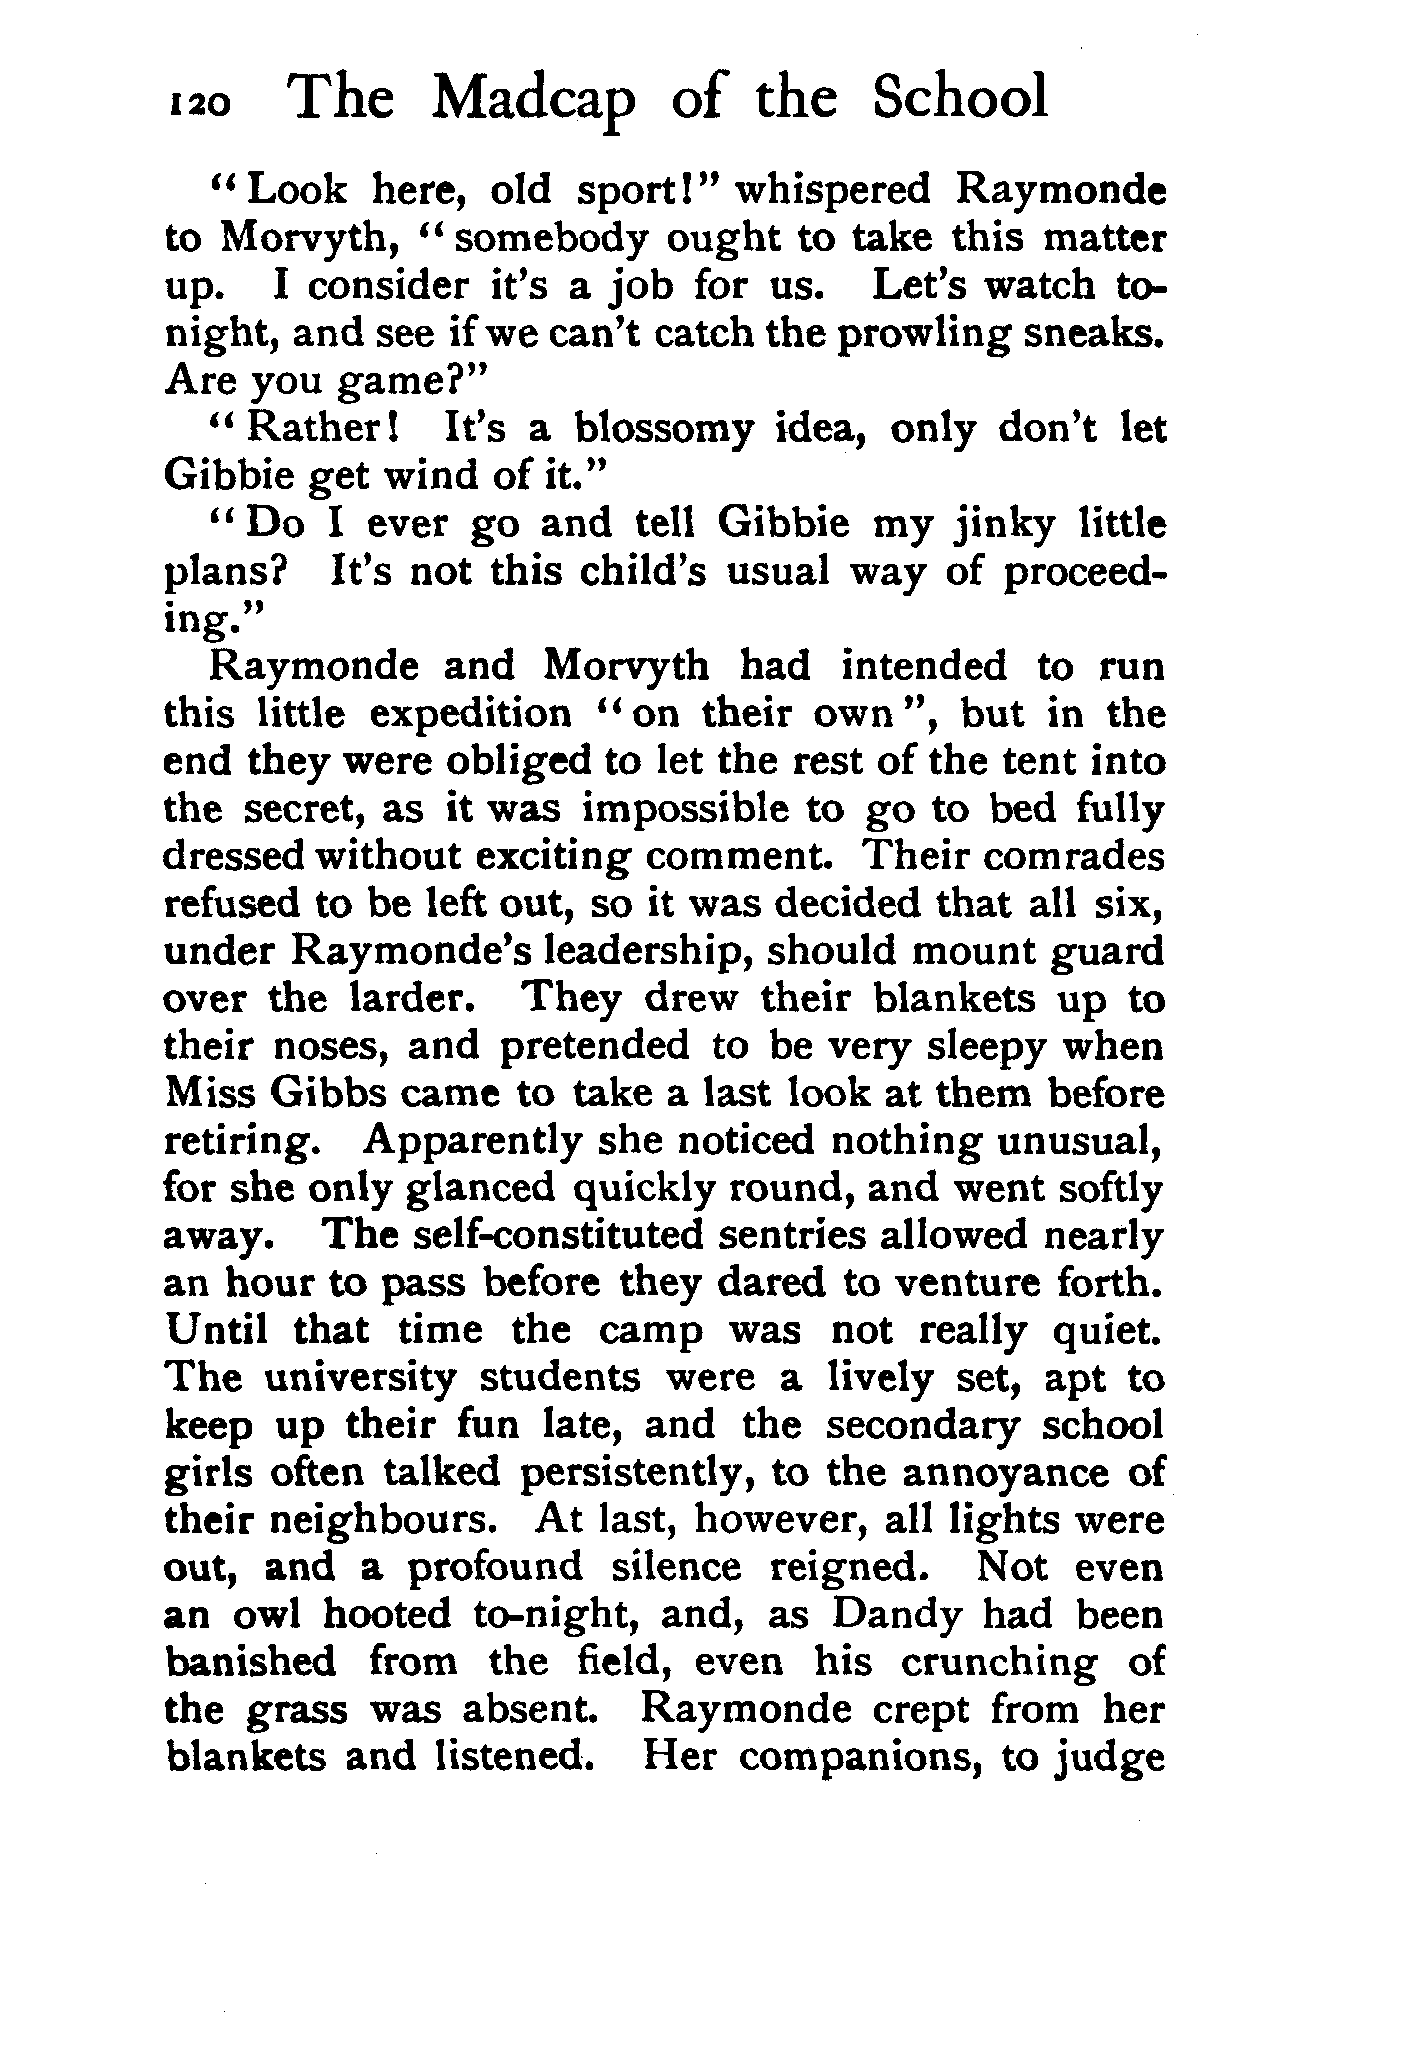 120 The Madcap of the School
“Look here, old sport!” whispered Raymonde
to Morvyth, “somebody ought to take this matter
up. I consider it's a job for us. Let's watch to-
night, and see if we can't catch the prowling sneaks.
Are you game?”
“Rather! It's a blossomy idea, only don't let
Gibbie get wind of it.”
“Do I ever go and tell Gibbie my jinky little
plans? It's not this child's usual way of proceed-
ing.”
Raymonde and Morvyth had intended to run
this little expedition “on their own”, but in the
end they were obliged to let the rest of the tent into
the secret, as it was impossible to go to bed fully
dressed without exciting comment. Their comrades
refused to be left out, so it was decided that all six,
under Raymonde's leadership, should mount guard
over the larder. They drew their blankets up to
their noses, and pretended to be very sleepy when
Miss Gibbs came to take a last look at them before
retiring. Apparently she noticed nothing unusual,
for she only glanced quickly round, and went softly
away. The self-constituted sentries allowed nearly
an hour to pass before they dared to venture forth.
Until that time the camp was not really quiet.
The university students were a lively set, apt to
keep up their fun late, and the secondary school
girls often talked persistently, to the annoyance of
their neighbours. At last, however, all lights were
out, and a profound silence reigned. Not even
an owl hooted to-night, and, as Dandy had been
banished from the field, even his crunching of
the grass was absent. Raymonde crept from her
blankets and listened. Her companions, to judge